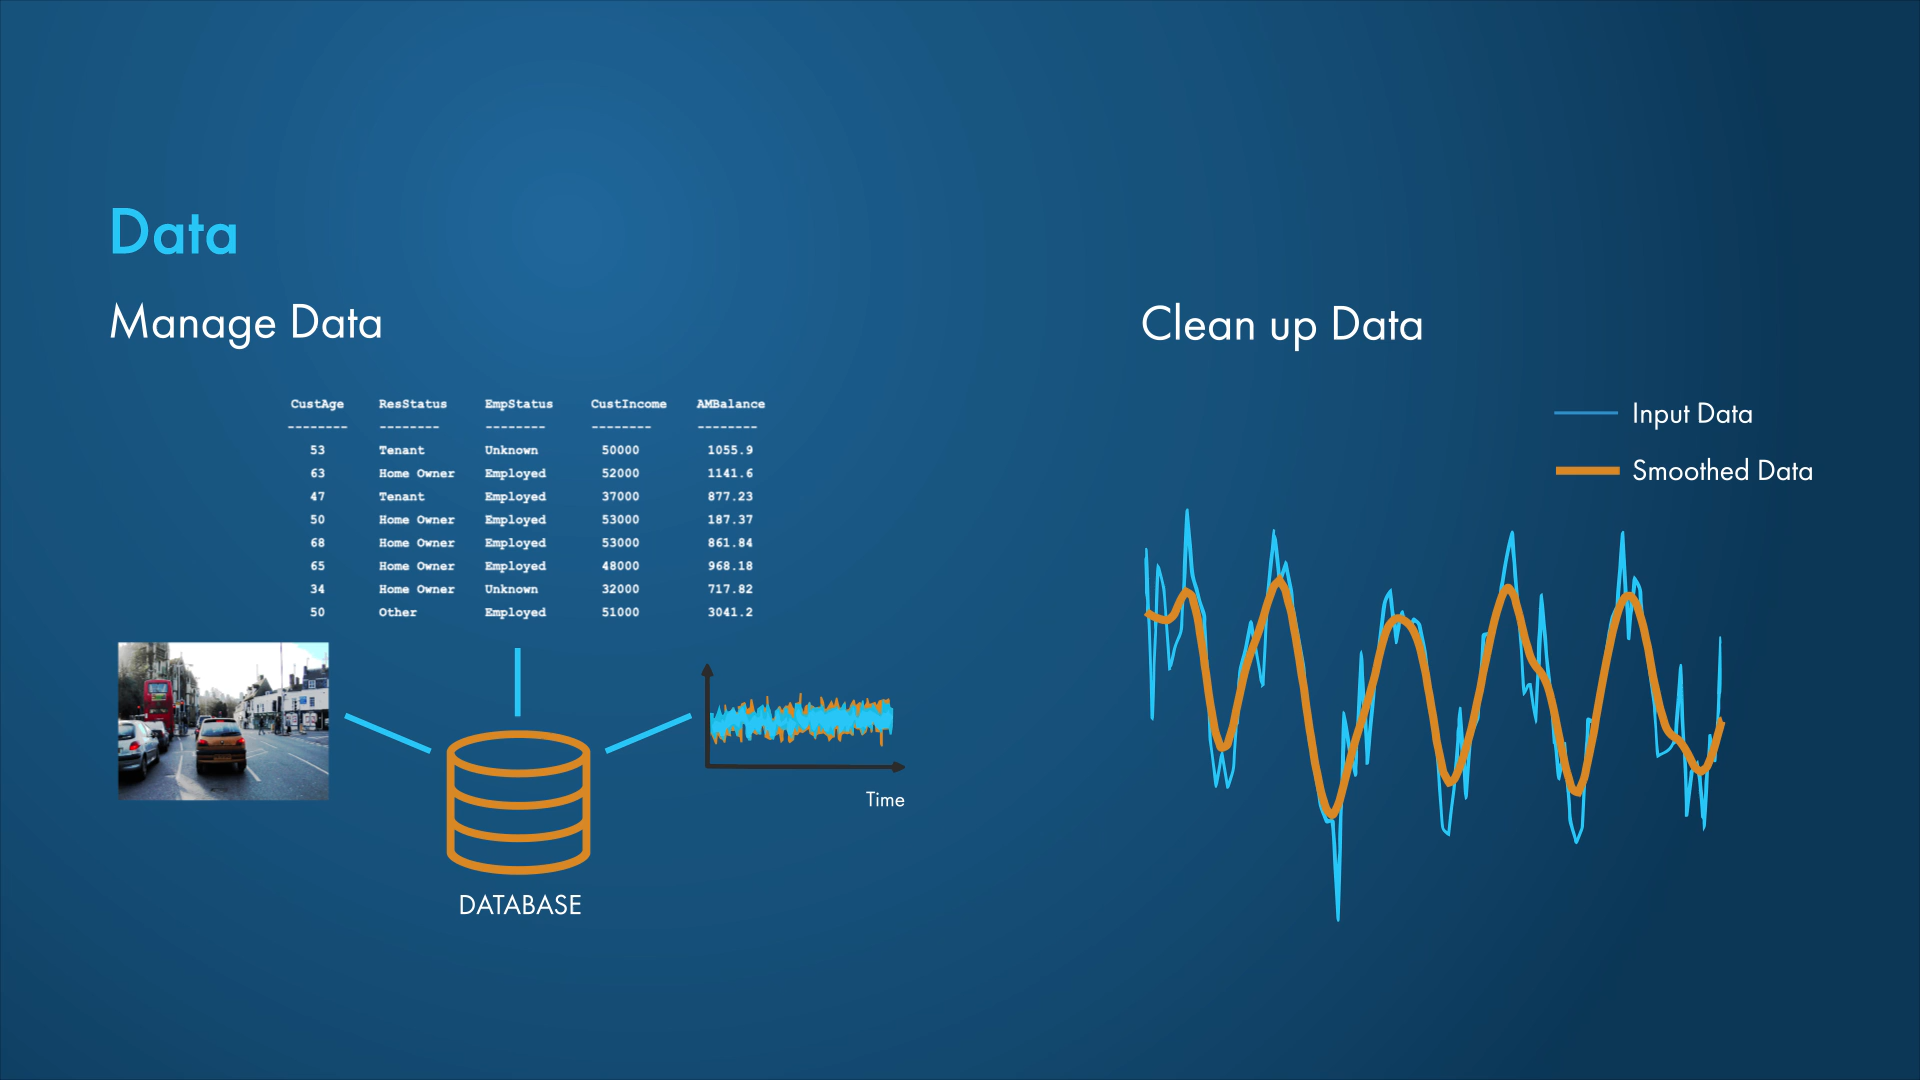 Data
Manage Data
CustAge ResStatus EmpStatus CustIncome AMBalance
-------- -------- -------- -------- --------
53 Tenant Unknown 50000 1055.9
63 Home Owner Employed 52000 1141.6
47 Tenant Employed 37000 877.23
50 Home Owner Employed 53000 187.37
68 Home Owner Employed 53000 861.84
65 Home Owner Employed 48000 968.18
34 Home Owner Unknown 32000 717.82
50 Other Employed 51000 3041.2
Time
DATABASE
Clean up Data
Input Data
Smoothed Data